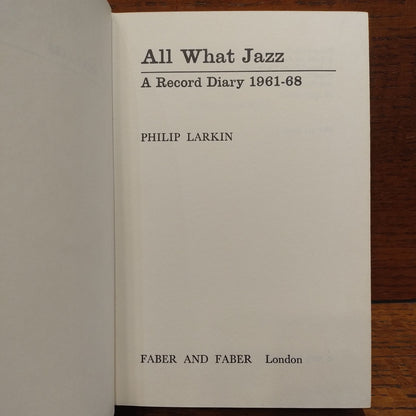 All What Jazz
A Record Diary 1961-68
PHILIP LARKIN
FABER AND FABER London